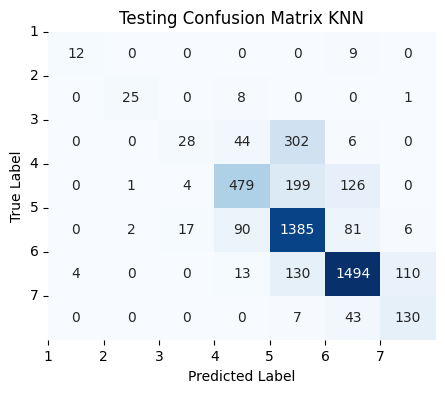 Testing Confusion Matrix KNN
1
12 0 0 0 0 9 0
2
0 25 0 8 0 0 1
3
0 0 28 44 302 6 0
4
0 1 4 479 199 126 0
5
0 2 17 90 1385 81 6
6
4 0 0 13 130 1494 110
7
0 0 0 0 7 43 130
True Label
1 2 3 4 5 6 7
Predicted Label